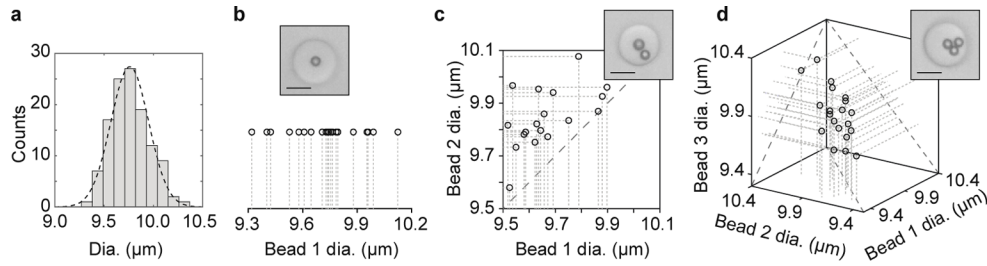 a
30
20
10
0
Counts
9.0 9.5 10.0 10.5
Dia. (µm)
b
9.3 9.6 9.9 10.2
Bead 1 dia. (µm)
c
10.1
9.9
9.7
9.5
Bead 2 dia. (µm)
9.5 9.7 9.9 10.1
Bead 1 dia. (µm)
d
10.4
9.9
9.4
Bead 3 dia. (µm)
10.4 9.9 9.4
Bead 2 dia. (µm)
9.4 9.9 10.4
Bead 1 dia. (µm)